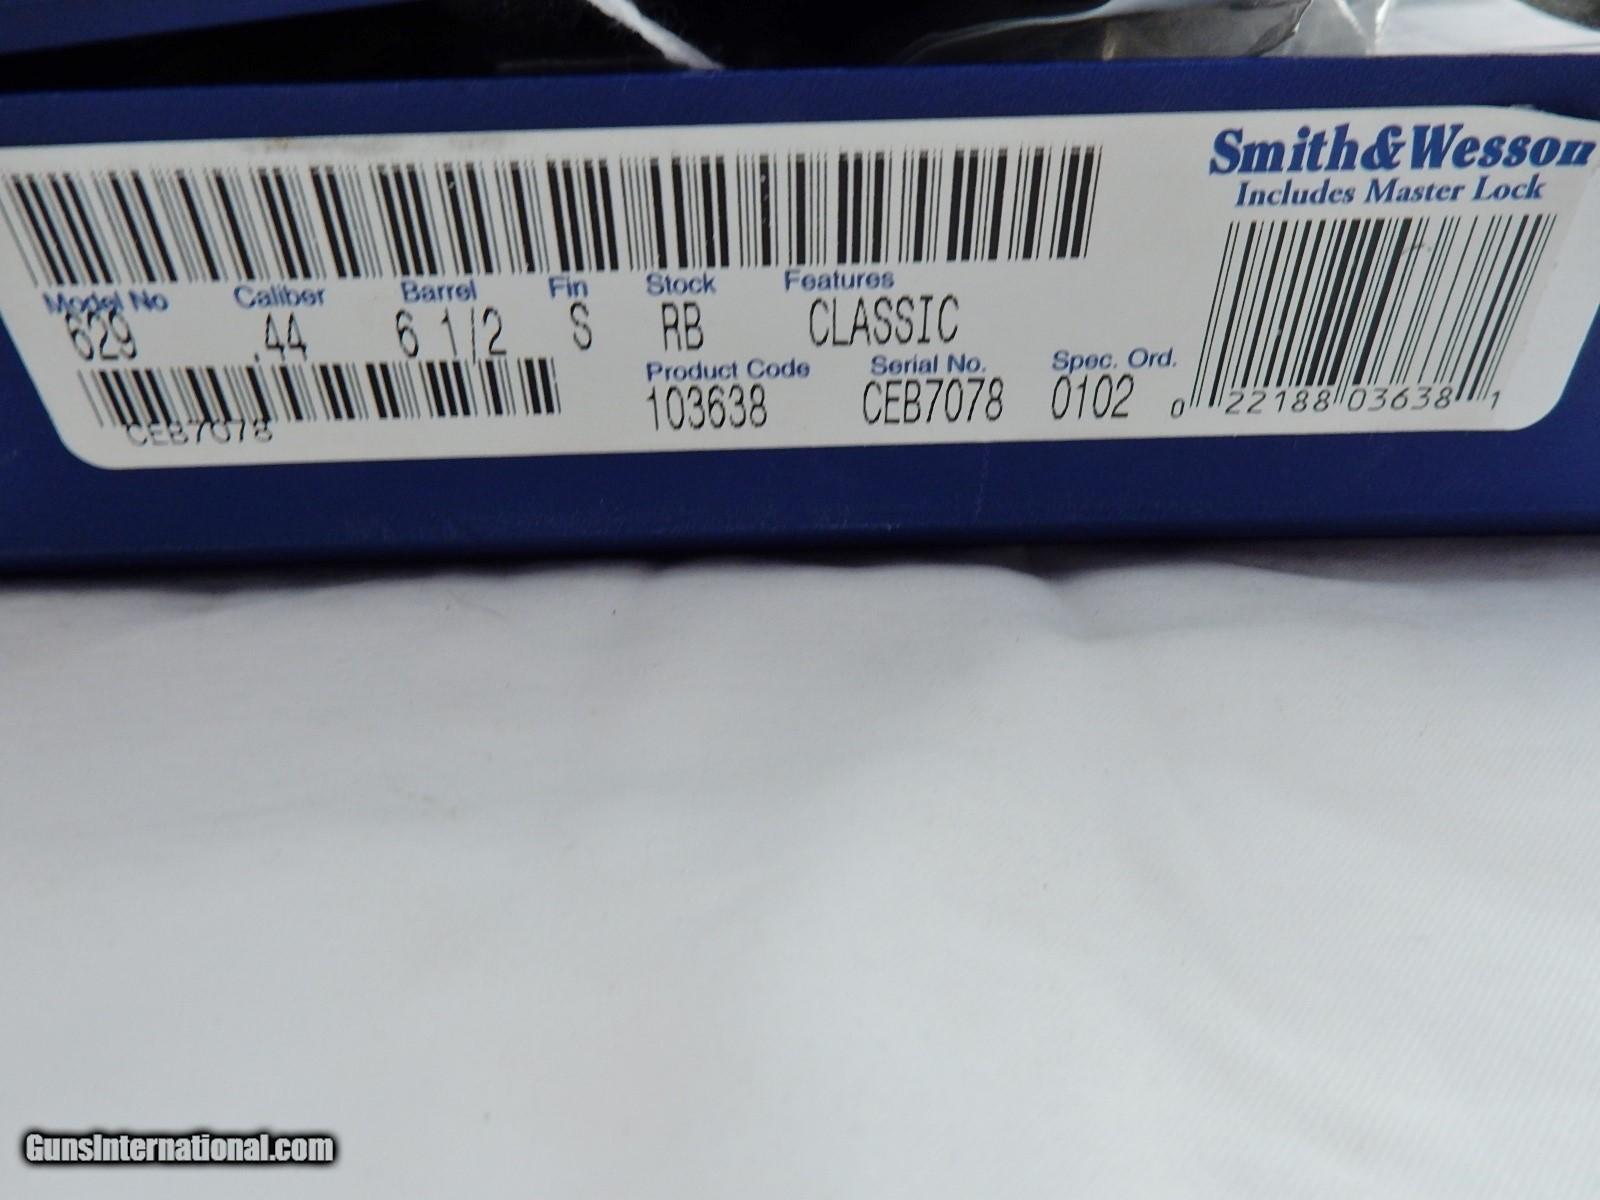 Smith&Wesson
Includes Master Lock
Model No Caliber Barrel Fin Stock Features
629 .44 6 1/2 S RB CLASSIC
Product Code Serial No. Spec. Ord.
103638 CEB7078 0102
0 22188 03638 1
CEB7078
GunsInternational.com